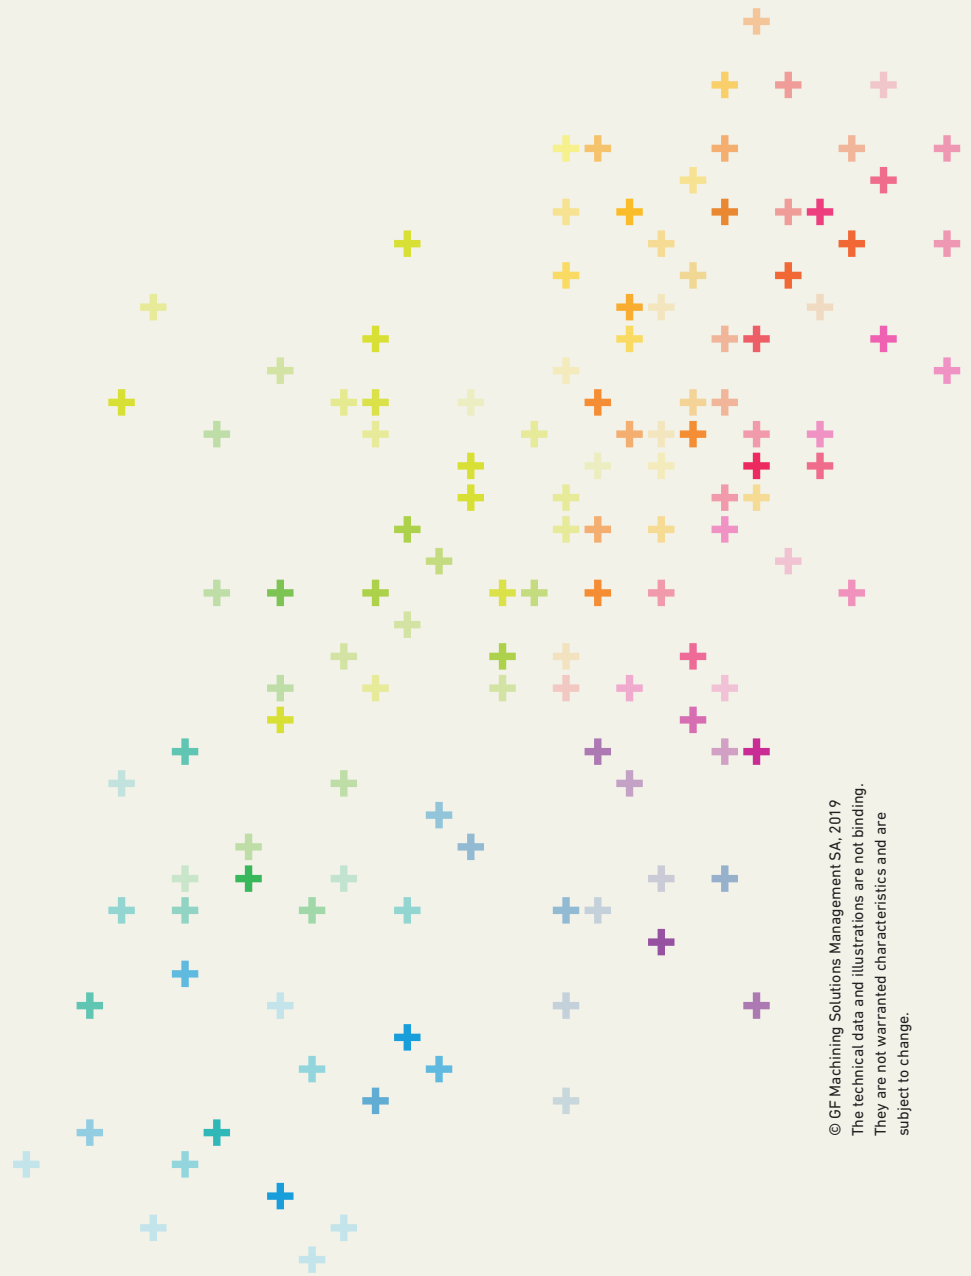 © GF Machining Solutions Management SA, 2019
The technical data and illustrations are not binding.
They are not warranted characteristics and are
subject to change.